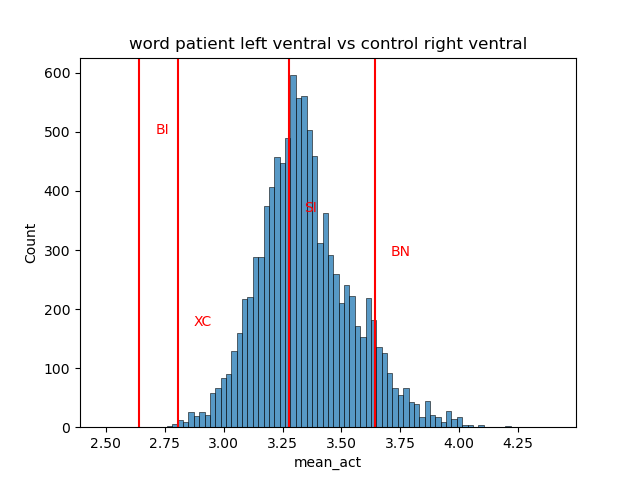 word patient left ventral vs control right ventral
600
500
400
300
200
100
0
Count
BI
SI
BN
XC
2.50 2.75 3.00 3.25 3.50 3.75 4.00 4.25
mean_act